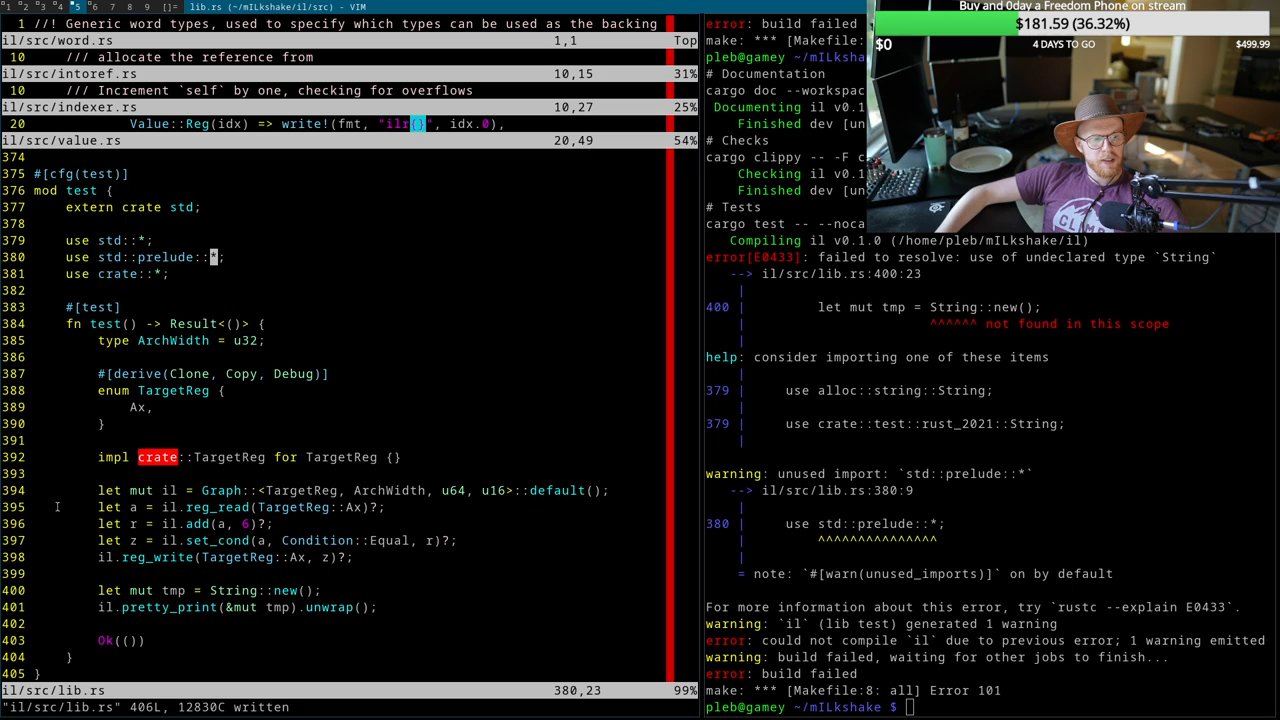 1 2 3 4 5 6 7 8 9 []= lib.rs (~/mILkshake/il/src) - VIM
1 //! Generic word types, used to specify which types can be used as the backing
il/src/word.rs 1,1 Top
10 /// allocate the reference from
il/src/intoref.rs 10,15 31%
10 /// Increment `self` by one, checking for overflows
il/src/indexer.rs 10,27 25%
20 Value::Reg(idx) => write!(fmt, "ilr{}", idx.0),
il/src/value.rs 20,49 54%
374
375 #[cfg(test)]
376 mod test {
377 extern crate std;
378
379 use std::*;
380 use std::prelude::*;
381 use crate::*;
382
383 #[test]
384 fn test() -> Result<()> {
385 type ArchWidth = u32;
386
387 #[derive(Clone, Copy, Debug)]
388 enum TargetReg {
389 Ax,
390 }
391
392 impl crate::TargetReg for TargetReg {}
393
394 let mut il = Graph::<TargetReg, ArchWidth, u64, u16>::default();
395 let a = il.reg_read(TargetReg::Ax)?;
396 let r = il.add(a, 6)?;
397 let z = il.set_cond(a, Condition::Equal, r)?;
398 il.reg_write(TargetReg::Ax, z)?;
399
400 let mut tmp = String::new();
401 il.pretty_print(&mut tmp).unwrap();
402
403 Ok(())
404 }
405 }
il/src/lib.rs 380,23 99%
"il/src/lib.rs" 406L, 12830C written
error: build failed
make: *** [Makefile:
pleb@gamey ~/mILksha
# Documentation
cargo doc --workspac
Documenting il v0.1
Finished dev [un
# Checks
cargo clippy -- -F c
Checking il v0.1
Finished dev [un
# Tests
cargo test -- --noca
Compiling il v0.1.0 (/home/pleb/mILkshake/il)
error[E0433]: failed to resolve: use of undeclared type `String`
--> il/src/lib.rs:400:23
|
400 | let mut tmp = String::new();
| ^^^^^^ not found in this scope
|
help: consider importing one of these items
|
379 | use alloc::string::String;
|
379 | use crate::test::rust_2021::String;
|
warning: unused import: `std::prelude::*`
--> il/src/lib.rs:380:9
|
380 | use std::prelude::*;
| ^^^^^^^^^^^^^^^
|
= note: `#[warn(unused_imports)]` on by default
For more information about this error, try `rustc --explain E0433`.
warning: `il` (lib test) generated 1 warning
error: could not compile `il` due to previous error; 1 warning emitted
warning: build failed, waiting for other jobs to finish...
error: build failed
make: *** [Makefile:8: all] Error 101
pleb@gamey ~/mILkshake $
Buy and 0day a Freedom Phone on stream
$181.59 (36.32%)
$0 4 DAYS TO GO $499.99